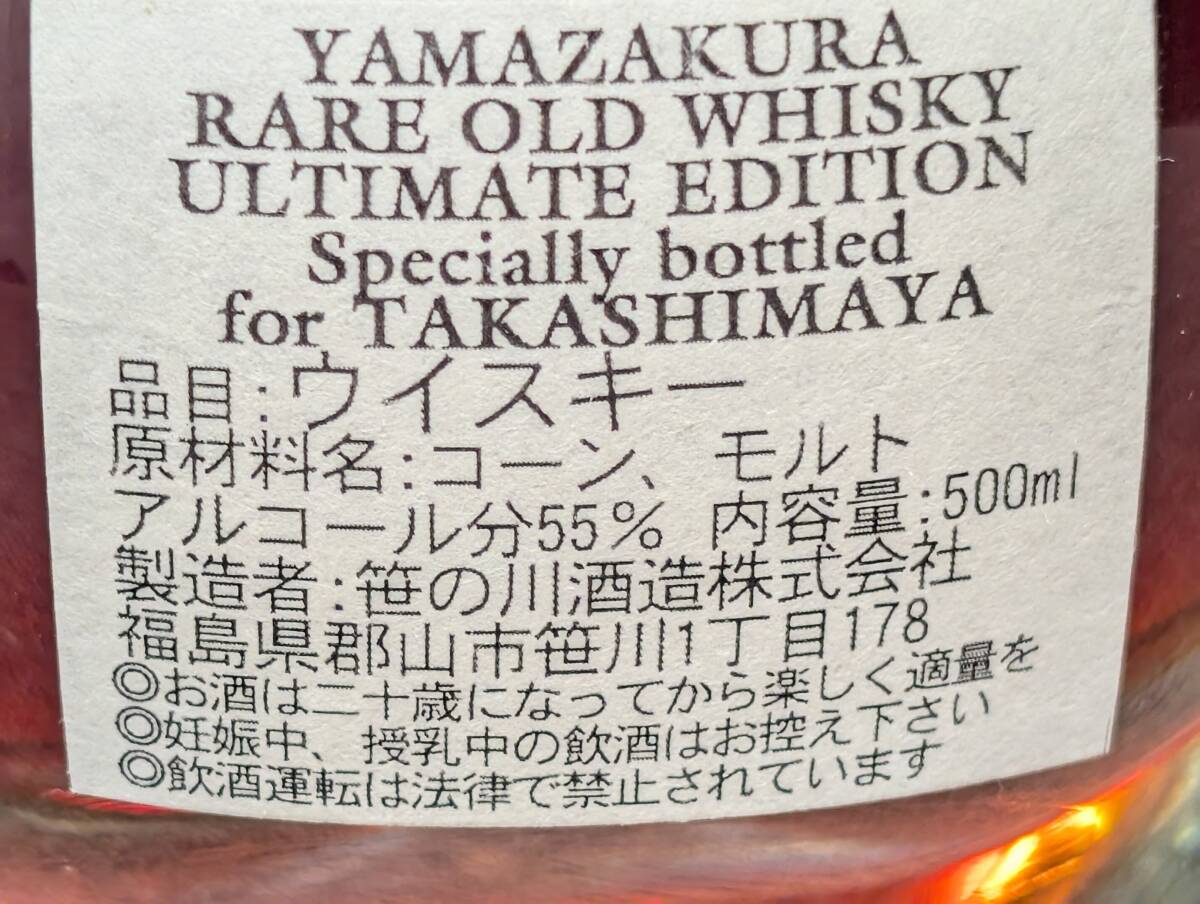 YAMAZAKURA
RARE OLD WHISKY
ULTIMATE EDITION
Specially bottled
for TAKASHIMAYA
品目:ウイスキー
原材料名:コーン、モルト
アルコール分55% 内容量:500ml
製造者:笹の川酒造株式会社
福島県郡山市笹川1丁目178
◎お酒は二十歳になってから楽しく適量を
◎妊娠中、授乳中の飲酒はお控え下さい
◎飲酒運転は法律で禁止されています